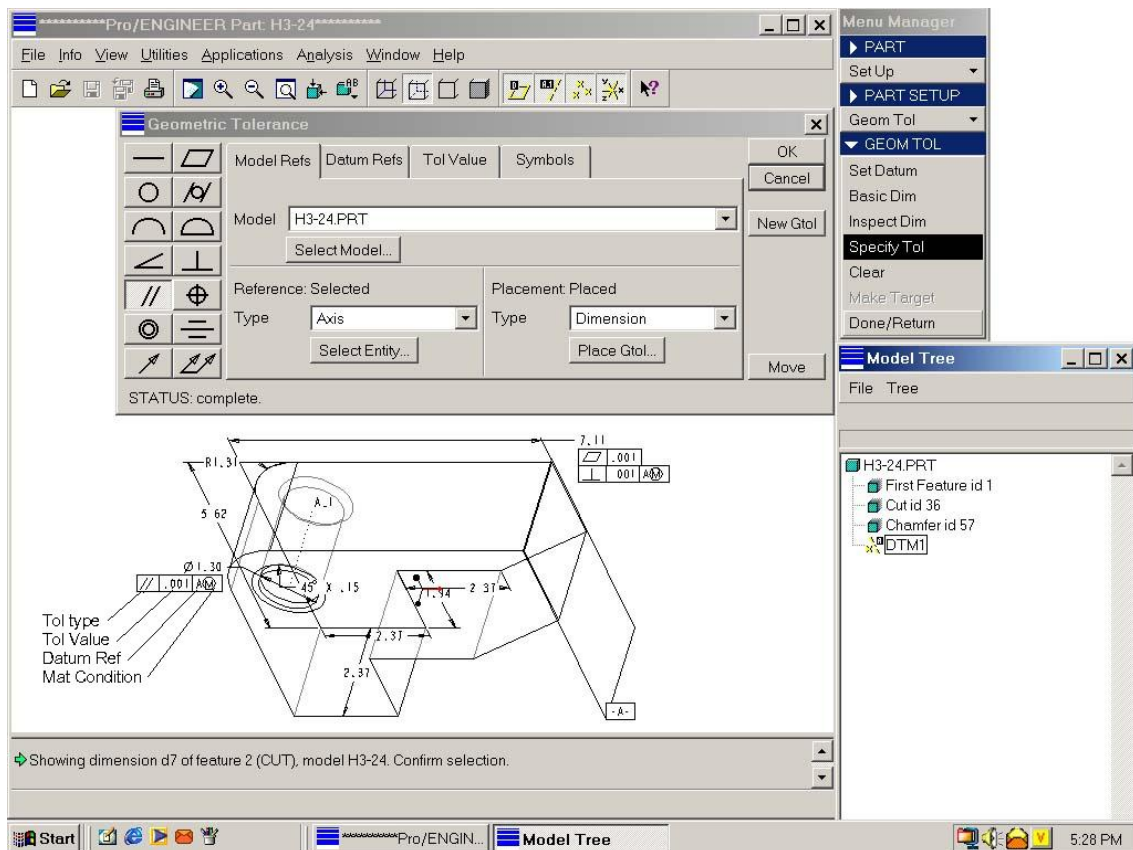 **********Pro/ENGINEER Part: H3-24**********
File Info View Utilities Applications Analysis Window Help
Geometric Tolerance
Model Refs Datum Refs Tol Value Symbols
OK
Cancel
Model H3-24.PRT
New Gtol
Select Model...
Reference: Selected
Placement: Placed
Type Axis
Type Dimension
Select Entity...
Place Gtol...
Move
STATUS: complete.
Menu Manager
PART
Set Up
PART SETUP
Geom Tol
GEOM TOL
Set Datum
Basic Dim
Inspect Dim
Specify Tol
Clear
Make Target
Done/Return
Model Tree
File Tree
H3-24.PRT
First Feature id 1
Cut id 36
Chamfer id 57
DTM1
7.11
.001
.001 A Ⓜ
R1.31
A_1
5.62
Ø1.30
// .001 A Ⓜ
45° X .15
1.94
2.37
2.37
2.37
-A-
Tol type
Tol Value
Datum Ref
Mat Condition
Showing dimension d7 of feature 2 (CUT), model H3-24. Confirm selection.
Start
**********Pro/ENGIN...
Model Tree
5:28 PM